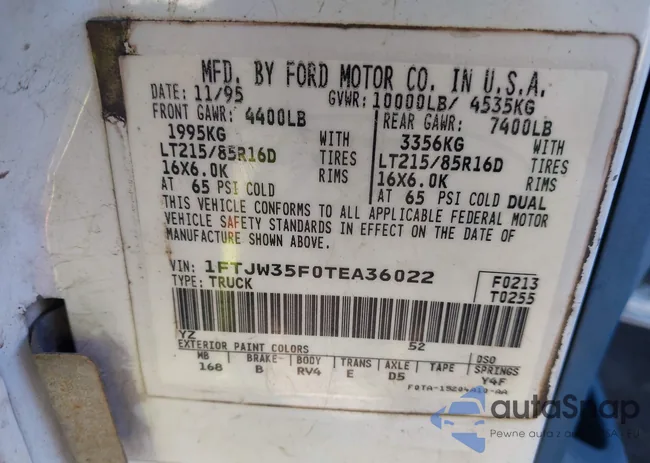 MFD. BY FORD MOTOR CO. IN U.S.A.
DATE: 11/95 GVWR: 10000LB/ 4535KG
FRONT GAWR: 4400LB REAR GAWR: 7400LB
1995KG WITH 3356KG WITH
LT215/85R16D TIRES LT215/85R16D TIRES
16X6.0K RIMS 16X6.0K RIMS
AT 65 PSI COLD AT 65 PSI COLD DUAL
THIS VEHICLE CONFORMS TO ALL APPLICABLE FEDERAL MOTOR
VEHICLE SAFETY STANDARDS IN EFFECT ON THE DATE OF
MANUFACTURE SHOWN ABOVE.
VIN: 1FTJW35F0TEA36022 F0213
TYPE: TRUCK T0255
YZ 52
EXTERIOR PAINT COLORS DSO
WB BRAKE BODY TRANS AXLE TAPE SPRINGS
168 B RV4 E D5 Y4F
autaSnap
Pewne auta z